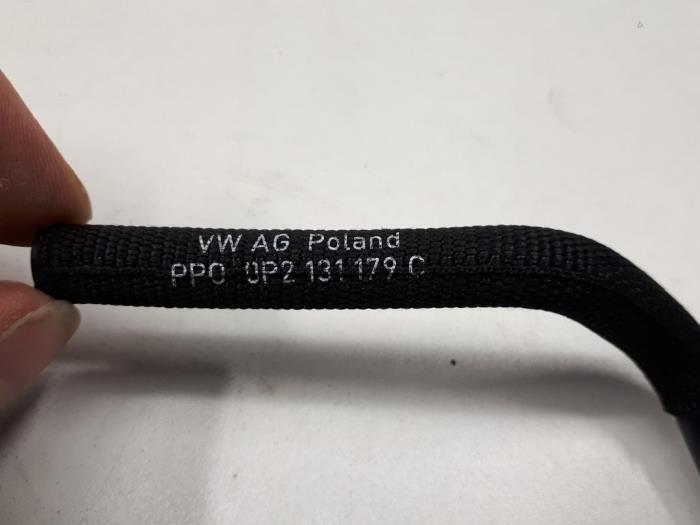 VW AG Poland
PPO 0P2 131 179 C